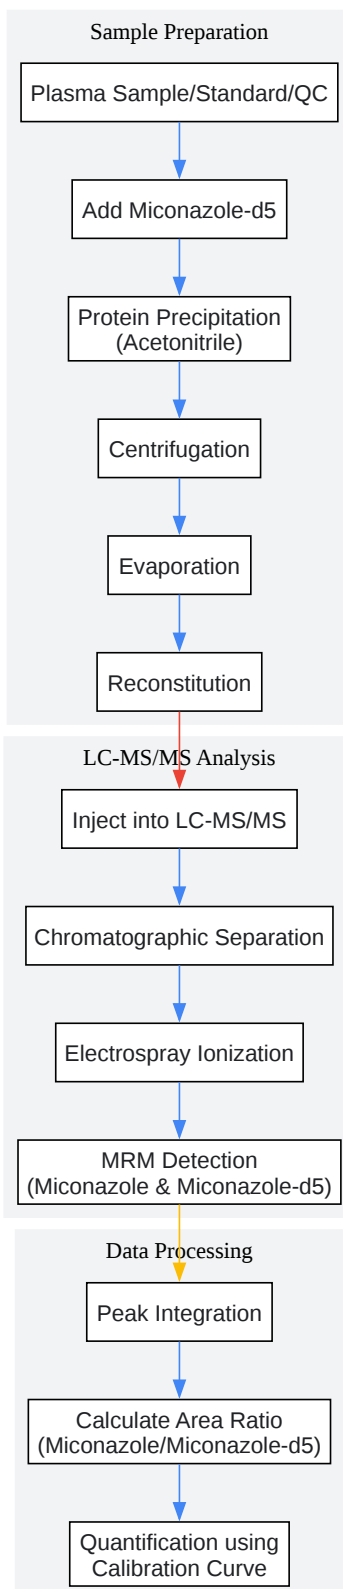 Sample Preparation
Plasma Sample/Standard/QC
Add Miconazole-d5
Protein Precipitation
(Acetonitrile)
Centrifugation
Evaporation
Reconstitution
LC-MS/MS Analysis
Inject into LC-MS/MS
Chromatographic Separation
Electrospray Ionization
MRM Detection
(Miconazole & Miconazole-d5)
Data Processing
Peak Integration
Calculate Area Ratio
(Miconazole/Miconazole-d5)
Quantification using
Calibration Curve